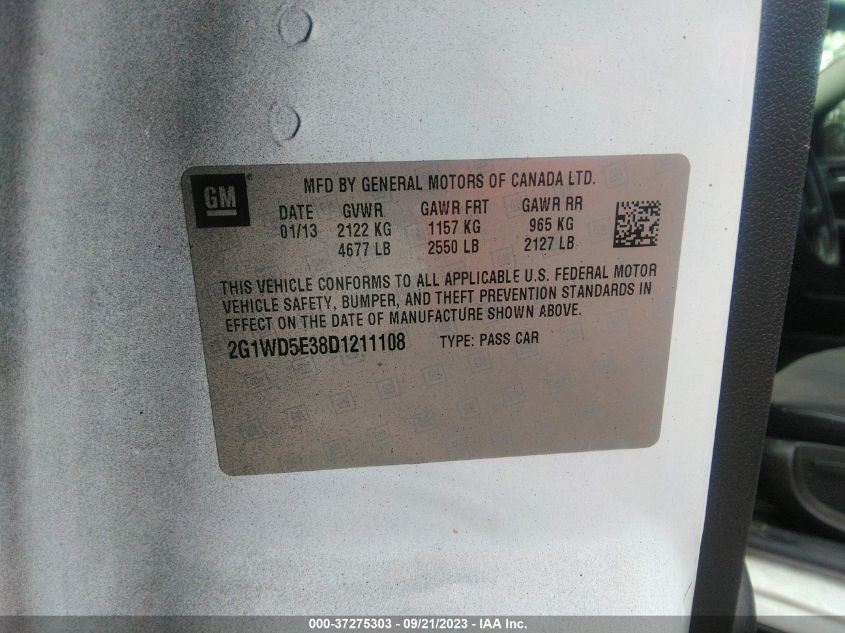 GM
MFD BY GENERAL MOTORS OF CANADA LTD.
DATE GVWR GAWR FRT GAWR RR
01/13 2122 KG 1157 KG 965 KG
4677 LB 2550 LB 2127 LB
THIS VEHICLE CONFORMS TO ALL APPLICABLE U.S. FEDERAL MOTOR
VEHICLE SAFETY, BUMPER, AND THEFT PREVENTION STANDARDS IN
EFFECT ON THE DATE OF MANUFACTURE SHOWN ABOVE.
2G1WD5E38D1211108 TYPE: PASS CAR
000-37275303 - 09/21/2023 - IAA Inc.